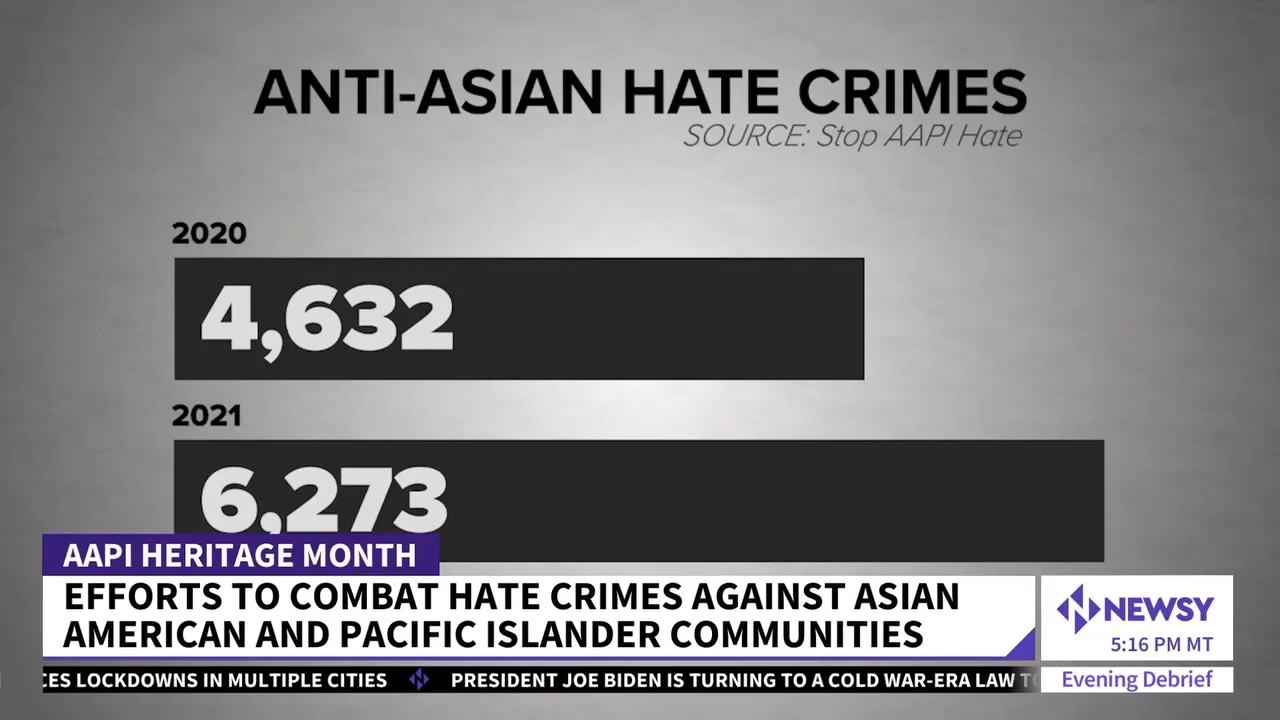 ANTI-ASIAN HATE CRIMES
SOURCE: Stop AAPI Hate
2020
4,632
2021
6,273
AAPI HERITAGE MONTH
EFFORTS TO COMBAT HATE CRIMES AGAINST ASIAN
AMERICAN AND PACIFIC ISLANDER COMMUNITIES
NEWSY
5:16 PM MT
LOCKDOWNS IN MULTIPLE CITIES PRESIDENT JOE BIDEN IS TURNING TO A COLD WAR-ERA LAW
Evening Debrief